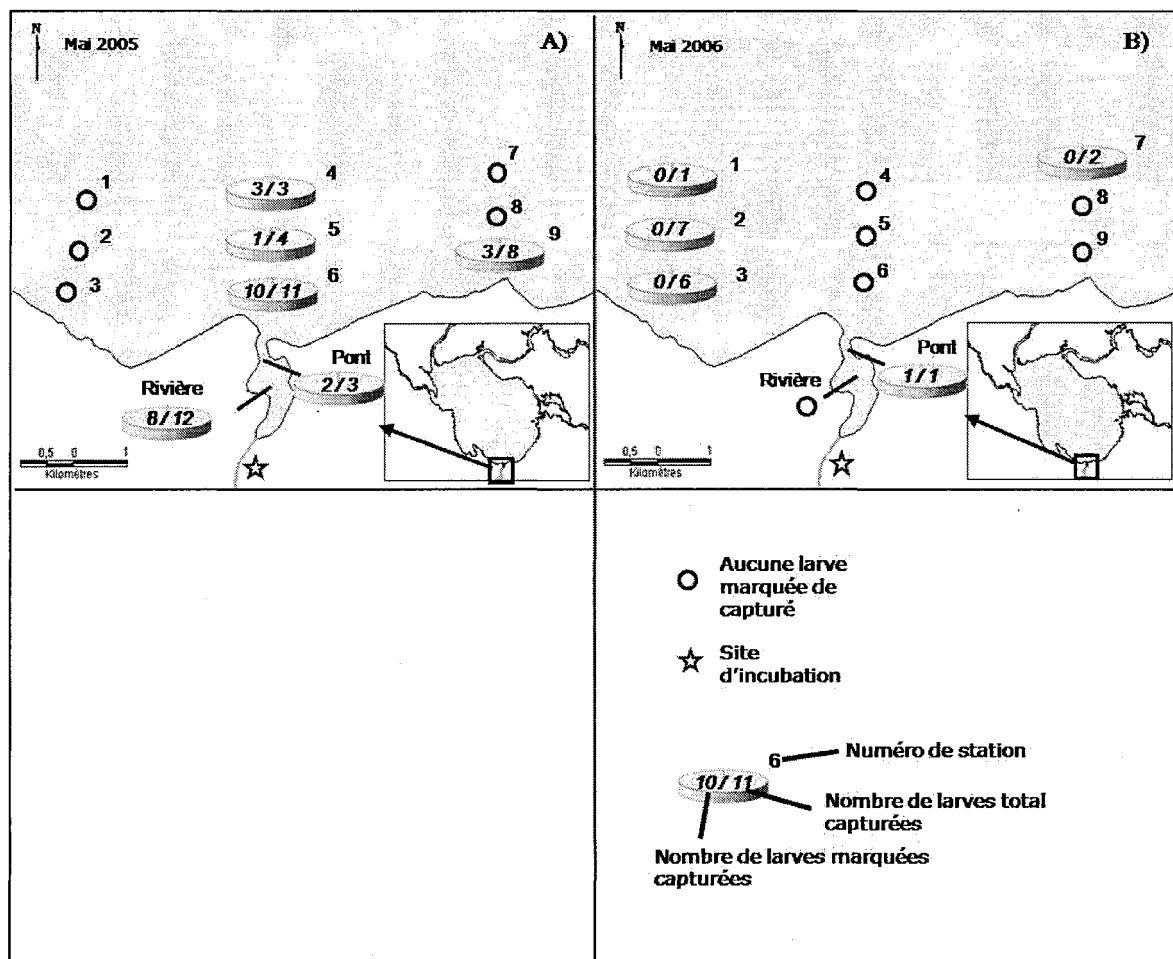 N
Mai 2005
A)
1
2
3
3/3
4
1/4
5
10/11
6
7
8
3/8
9
Pont
2/3
Rivière
8/12
0,5 0 1
Kilomètres
N
Mai 2006
B)
0/1
1
0/7
2
0/6
3
4
5
6
0/2
7
8
9
Pont
1/1
Rivière
0,5 0 1
Kilomètres
Aucune larve
marquée de
capturé
Site
d'incubation
6
Numéro de station
10/11
Nombre de larves total
capturées
Nombre de larves marquées
capturées